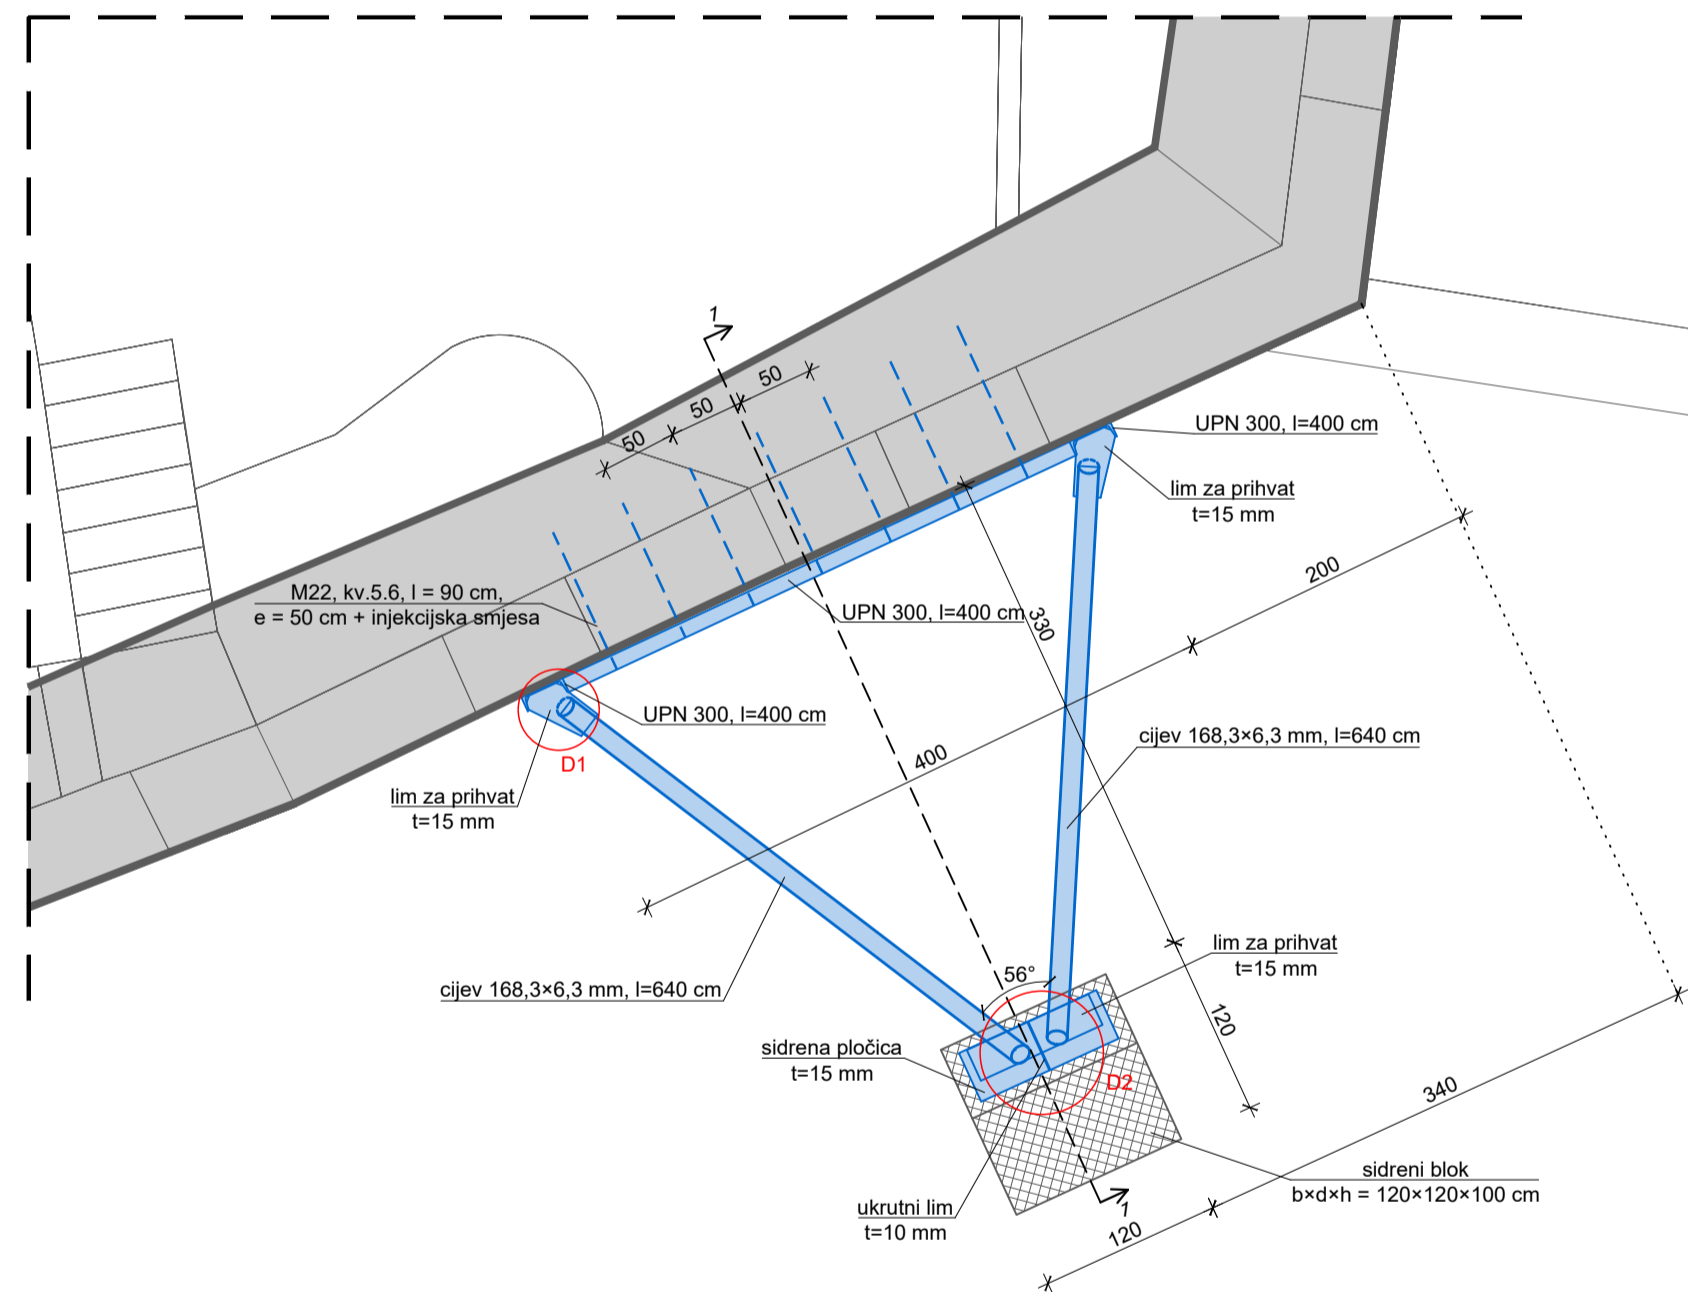 1
50
50
50
UPN 300, l=400 cm
lim za prihvat
t=15 mm
200
M22, kv.5.6, l = 90 cm,
e = 50 cm + injekcijska smjesa
UPN 300, l=400 cm
330
UPN 300, l=400 cm
cijev 168,3×6,3 mm, l=640 cm
400
D1
lim za prihvat
t=15 mm
lim za prihvat
t=15 mm
56°
cijev 168,3×6,3 mm, l=640 cm
120
sidrena pločica
t=15 mm
D2
340
sidreni blok
b×d×h = 120×120×100 cm
ukrutni lim
t=10 mm
1
120